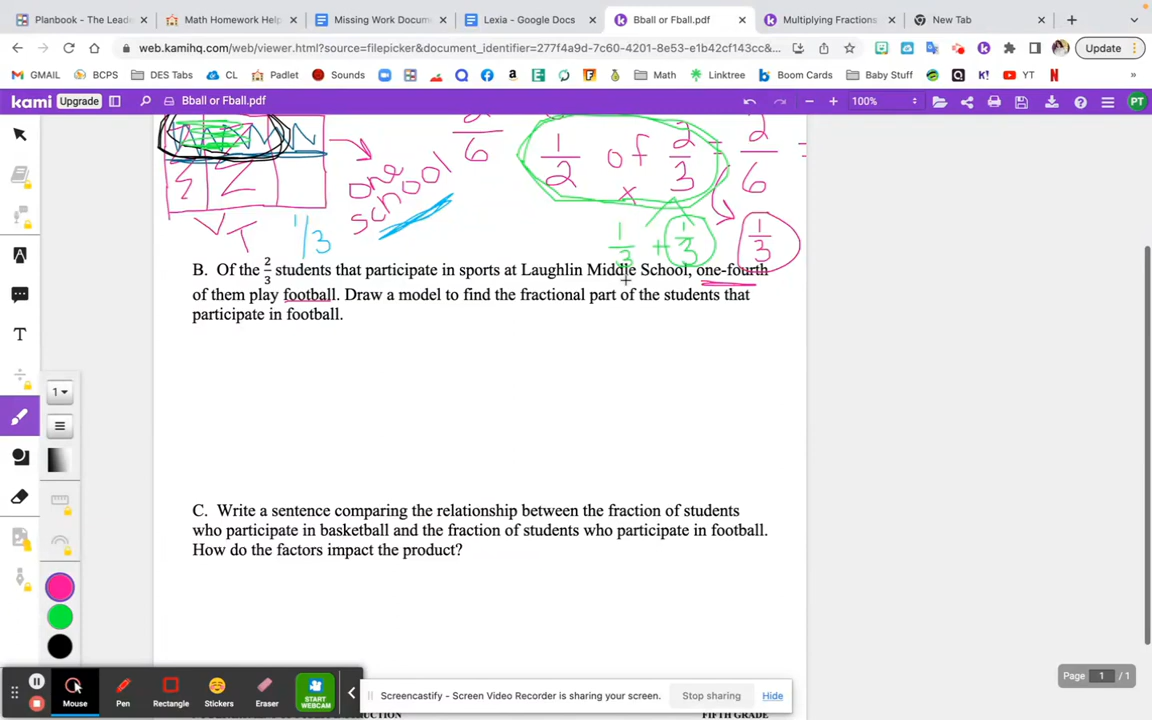 Planbook - The Leade
Math Homework Help
Missing Work Docum
Lexia - Google Docs
Bball or Fball.pdf
Multiplying Fractions
New Tab
web.kamihq.com/web/viewer.html?source=filepicker&document_identifier=277f4a9d-7c60-4201-8e53-e1b42cf143cc&...
Update
GMAIL
BCPS
DES Tabs
CL
Padlet
Sounds
Math
Linktree
Boom Cards
Baby Stuff
YT
kami Upgrade
Bball or Fball.pdf
100%
PT
one school
2/6
1/2 of 2/3
x
2/6
1/3
1/3 + 1/3
1/3
B. Of the 2/3 students that participate in sports at Laughlin Middle School, one-fourth
of them play football. Draw a model to find the fractional part of the students that
participate in football.
C. Write a sentence comparing the relationship between the fraction of students
who participate in basketball and the fraction of students who participate in football.
How do the factors impact the product?
1
Mouse
Pen
Rectangle
Stickers
Eraser
START WEBCAM
Screencastify - Screen Video Recorder is sharing your screen.
Stop sharing
Hide
Page 1 / 1
FIFTH GRADE